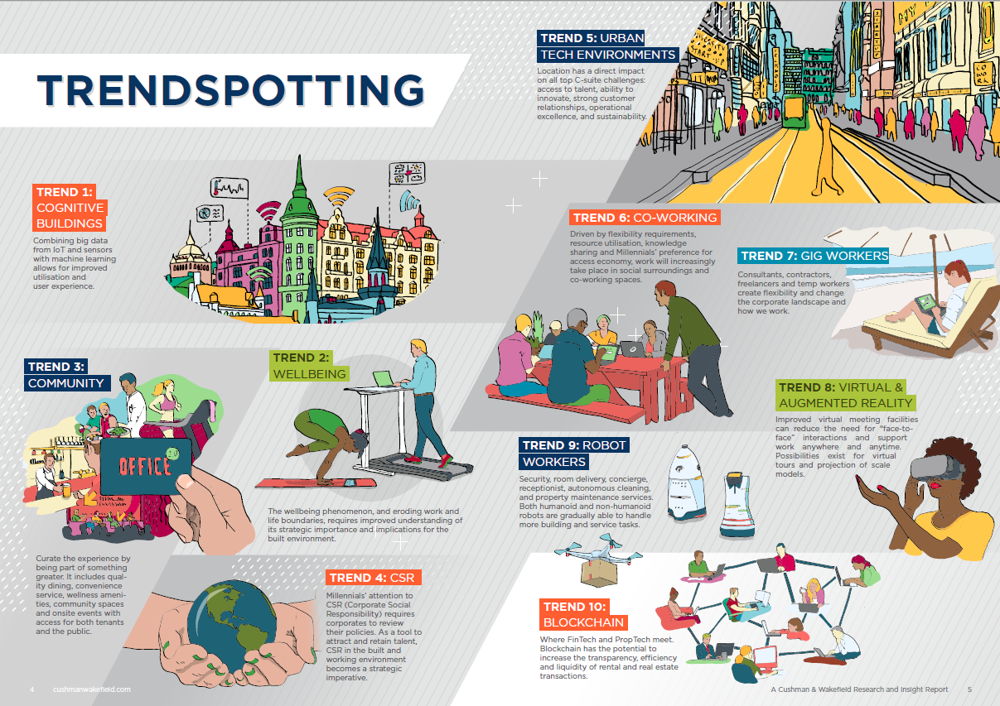 TRENDSPOTTING
TREND 1:
COGNITIVE
BUILDINGS
Combining big data
from IoT and sensors
with machine learning
allows for improved
utilisation and
user experience.
TREND 2:
WELLBEING
The wellbeing phenomenon, and eroding work and
life boundaries, requires improved understanding of
its strategic importance and implications for the
built environment.
TREND 3:
COMMUNITY
OFFICE
Curate the experience by
being part of something
greater. It includes qual-
ity dining, convenience
service, wellness ameni-
ties, community spaces
and onsite events with
access for both tenants
and the public.
TREND 4: CSR
Millennials' attention to
CSR (Corporate Social
Responsibility) requires
corporates to review
their policies. As a tool to
attract and retain talent,
CSR in the built and
working environment
becomes a strategic
imperative.
4 cushmanwakefield.com
TREND 5: URBAN
TECH ENVIRONMENTS
Location has a direct impact
on all top C-suite challenges:
access to talent, ability to
innovate, strong customer
relationships, operational
excellence, and sustainability.
START-UP
CO
WO
RK
TREND 6: CO-WORKING
Driven by flexibility requirements,
resource utilisation, knowledge
sharing and Millennials' preference for
access economy, work will increasingly
take place in social surroundings and
co-working spaces.
TREND 7: GIG WORKERS
Consultants, contractors,
freelancers and temp workers
create flexibility and change
the corporate landscape and
how we work.
TREND 8: VIRTUAL &
AUGMENTED REALITY
Improved virtual meeting facilities
can reduce the need for "face-to-
face" interactions and support
work anywhere and anytime.
Possibilities exist for virtual
tours and projection of scale
models.
TREND 9: ROBOT
WORKERS
Security, room delivery, concierge,
receptionist, autonomous cleaning,
and property maintenance services.
Both humanoid and non-humanoid
robots are gradually able to handle
more building and service tasks.
TREND 10:
BLOCKCHAIN
Where FinTech and PropTech meet.
Blockchain has the potential to
increase the transparency, efficiency
and liquidity of rental and real estate
transactions.
A Cushman & Wakefield Research and Insight Report 5